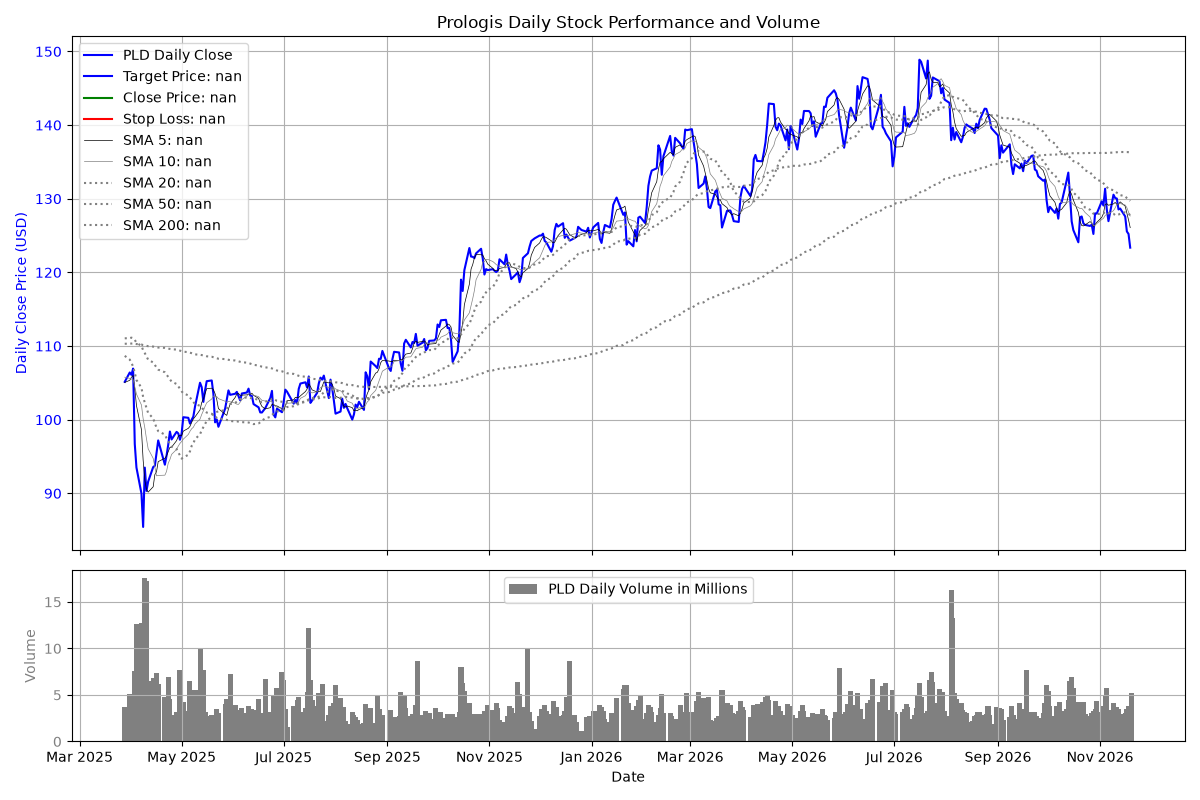 Prologis Daily Stock Performance and Volume
150
140
130
120
110
100
90
Daily Close Price (USD)
PLD Daily Close
Target Price: nan
Close Price: nan
Stop Loss: nan
SMA 5: nan
SMA 10: nan
SMA 20: nan
SMA 50: nan
SMA 200: nan
15
10
5
0
Volume
PLD Daily Volume in Millions
Mar 2025
May 2025
Jul 2025
Sep 2025
Nov 2025
Jan 2026
Mar 2026
May 2026
Jul 2026
Sep 2026
Nov 2026
Date